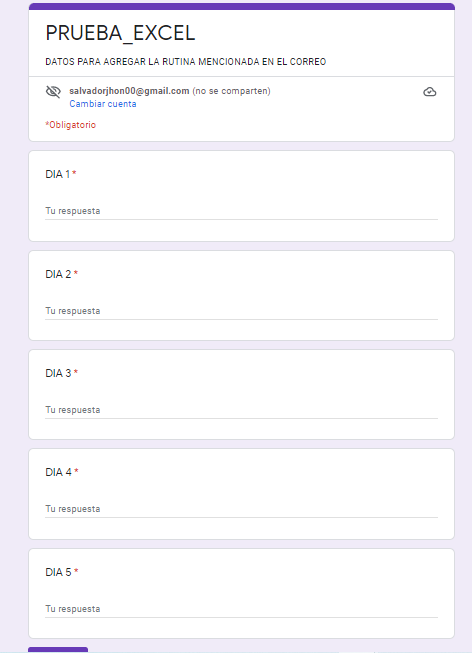 PRUEBA_EXCEL
DATOS PARA AGREGAR LA RUTINA MENCIONADA EN EL CORREO
salvadorjhon00@gmail.com (no se comparten)
Cambiar cuenta
*Obligatorio
DIA 1 *
Tu respuesta
DIA 2 *
Tu respuesta
DIA 3 *
Tu respuesta
DIA 4 *
Tu respuesta
DIA 5 *
Tu respuesta